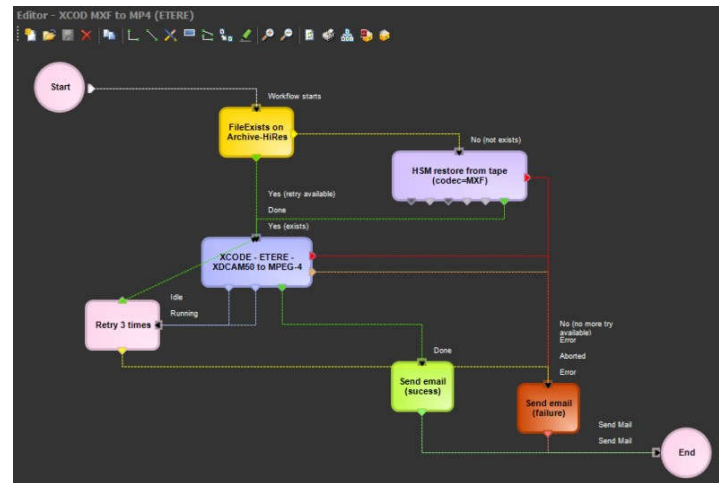 Editor - XCOD MXF to MP4 (ETERE)
Start
Workflow starts
FileExists on
Archive-HiRes
No (not exists)
HSM restore from tape
(codec=MXF)
Yes (retry available)
Done
Yes (exists)
XCODE - ETERE -
XDCAM50 to MPEG-4
Idle
Running
Retry 3 times
No (no more try
available)
Error
Aborted
Error
Done
Send email
(sucess)
Send email
(failure)
Send Mail
Send Mail
End